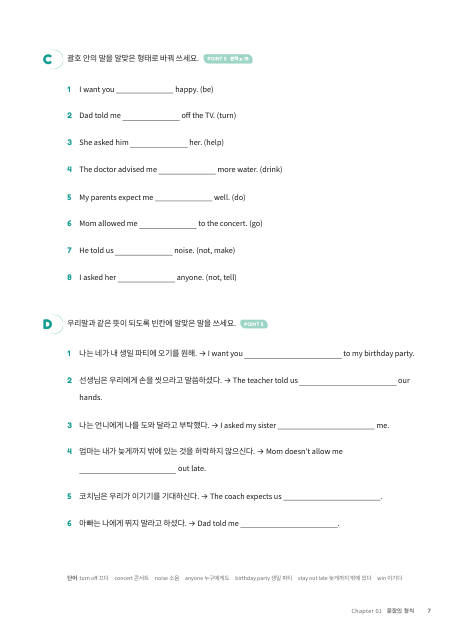 C 괄호 안의 말을 알맞은 형태로 바꿔 쓰세요. POINT 5
1 I want you ______________ happy. (be)
2 Dad told me ______________ off the TV. (turn)
3 She asked him ______________ her. (help)
4 The doctor advised me ______________ more water. (drink)
5 My parents expect me ______________ well. (do)
6 Mom allowed me ______________ to the concert. (go)
7 He told us ______________ noise. (not, make)
8 I asked her ______________ anyone. (not, tell)
D 우리말과 같은 뜻이 되도록 빈칸에 알맞은 말을 쓰세요. POINT 5
1 나는 네가 내 생일 파티에 오기를 원해. → I want you ______________ to my birthday party.
2 선생님은 우리에게 손을 씻으라고 말씀하셨다. → The teacher told us ______________ our
hands.
3 나는 언니에게 나를 도와 달라고 부탁했다. → I asked my sister ______________ me.
4 엄마는 내가 늦게까지 밖에 있는 것을 허락하지 않으신다. → Mom doesn't allow me
______________ out late.
5 코치님은 우리가 이기기를 기대하신다. → The coach expects us ______________.
6 아빠는 나에게 뛰지 말라고 하셨다. → Dad told me ______________.
단어 turn off 끄다 concert 콘서트 noise 소음 anyone 누구에게도 birthday party 생일 파티 stay out late 늦게까지 밖에 있다 win 이기다
Chapter 01 문장의 형식 7